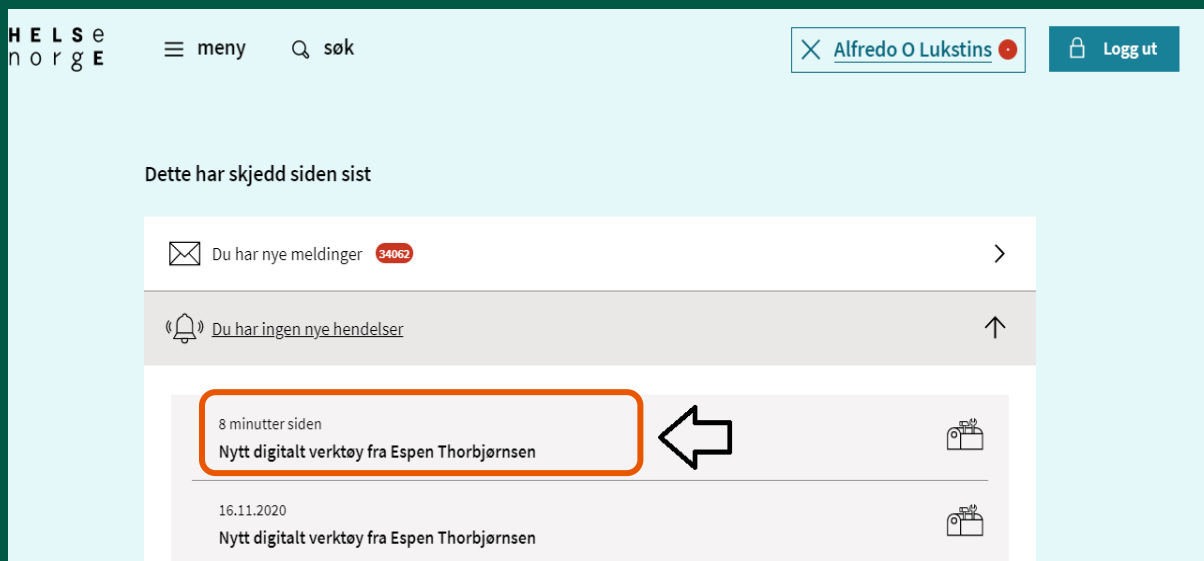 HELSe
norgE
meny
søk
Alfredo O Lukstins
Logg ut
Dette har skjedd siden sist
Du har nye meldinger 34062
Du har ingen nye hendelser
8 minutter siden
Nytt digitalt verktøy fra Espen Thorbjørnsen
16.11.2020
Nytt digitalt verktøy fra Espen Thorbjørnsen